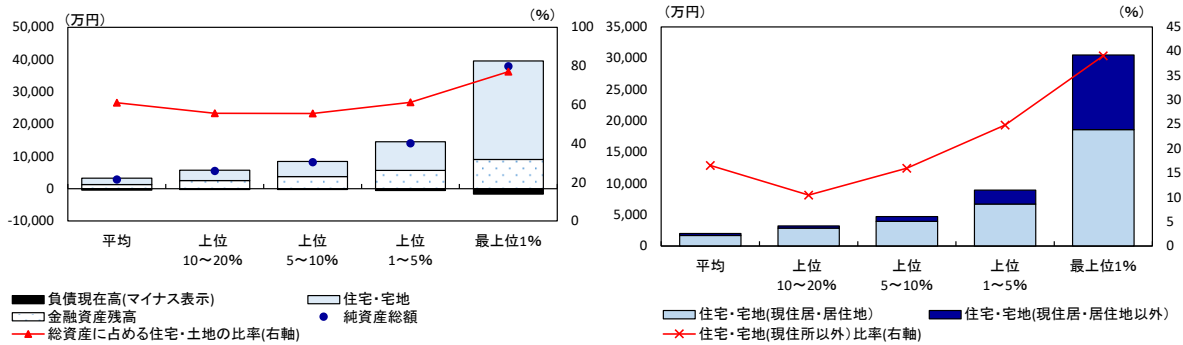 (万円)
(%)
50,000
40,000
30,000
20,000
10,000
0
-10,000
100
80
60
40
20
0
平均
上位
10～20%
上位
5～10%
上位
1～5%
最上位1%
負債現在高(マイナス表示)
住宅・宅地
金融資産残高
純資産総額
総資産に占める住宅・土地の比率(右軸)
(万円)
(%)
35,000
30,000
25,000
20,000
15,000
10,000
5,000
0
45
40
35
30
25
20
15
10
5
0
平均
上位
10～20%
上位
5～10%
上位
1～5%
最上位1%
住宅・宅地(現住居・居住地)
住宅・宅地(現住居・居住地以外)
住宅・宅地(現住所以外)比率(右軸)